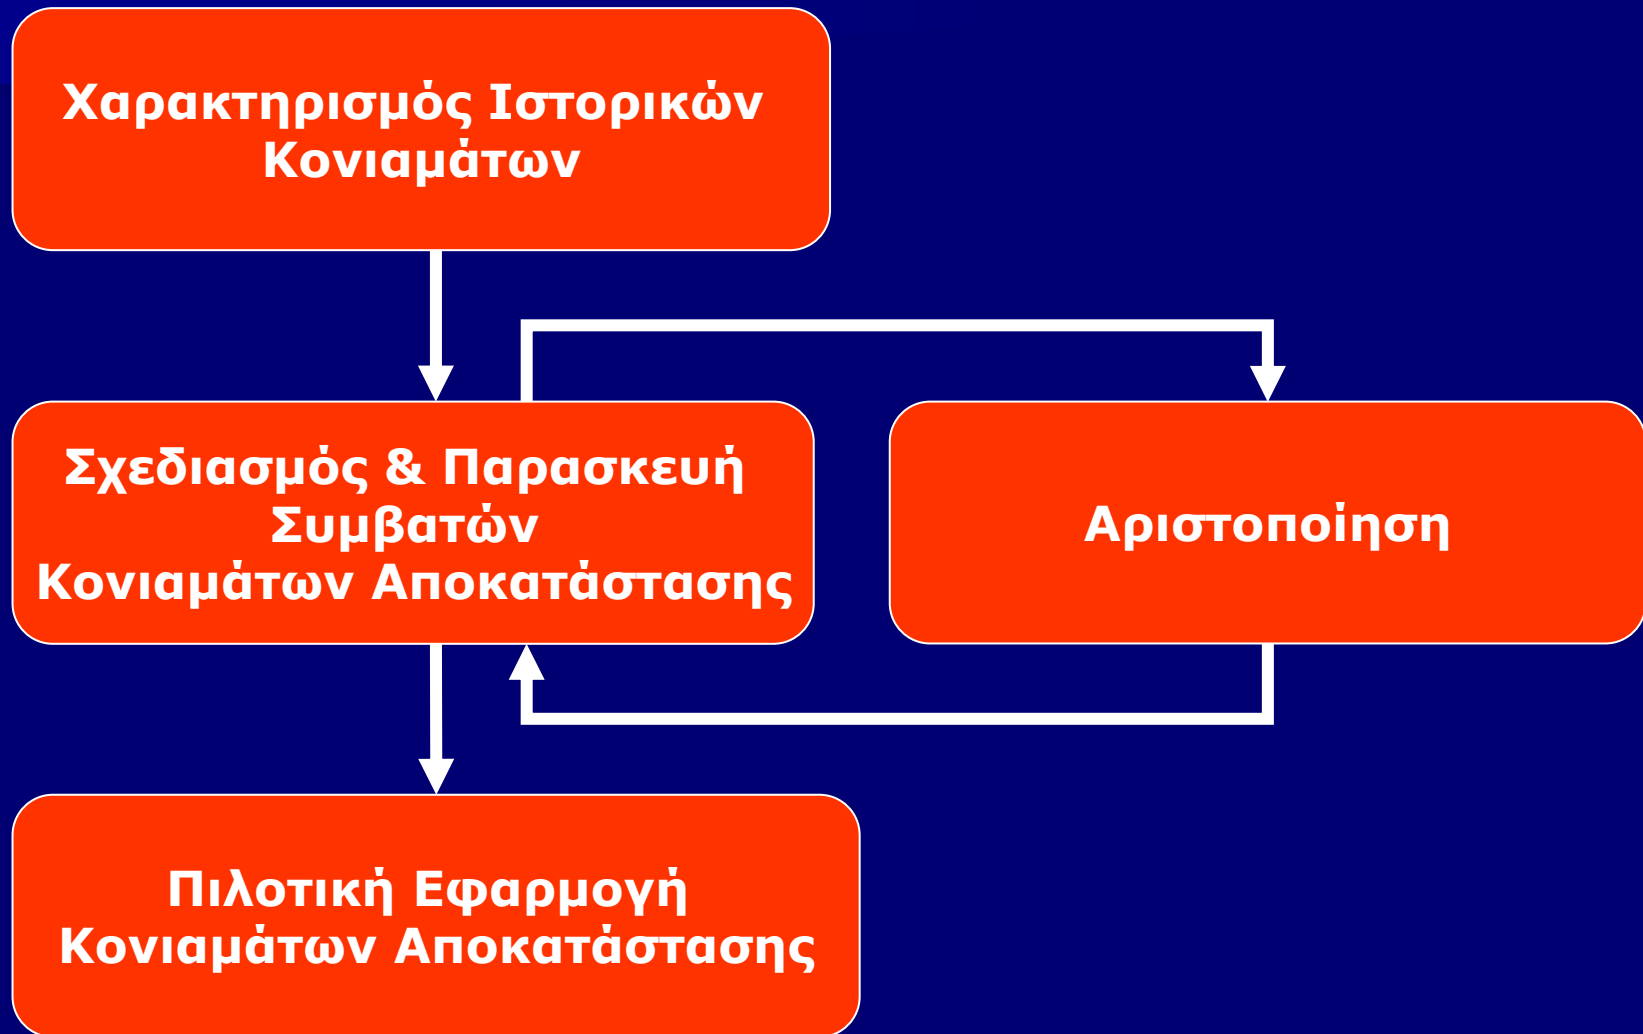 Χαρακτηρισμός Ιστορικών
Κονιαμάτων
Σχεδιασμός & Παρασκευή
Συμβατών
Κονιαμάτων Αποκατάστασης
Αριστοποίηση
Πιλοτική Εφαρμογή
Κονιαμάτων Αποκατάστασης